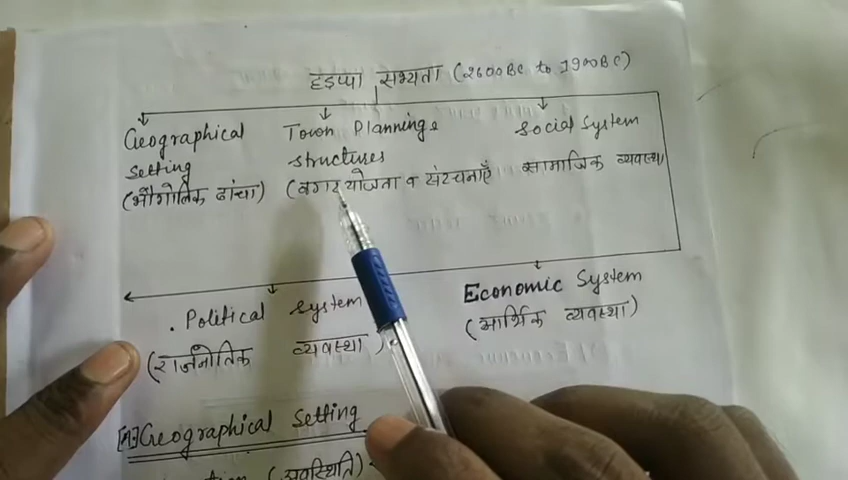 हड़प्पा सभ्यता (2600BC to 1900BC)
Geographical Setting
(भौगोलिक ढांचा)
Town Planning & structures
(नगर योजना व संरचनाएँ
Social System
सामाजिक व्यवस्था
Political System
(राजनीतिक व्यवस्था)
Economic System
(आर्थिक व्यवस्था)
[A] Geographical Setting
(अवस्थिति)